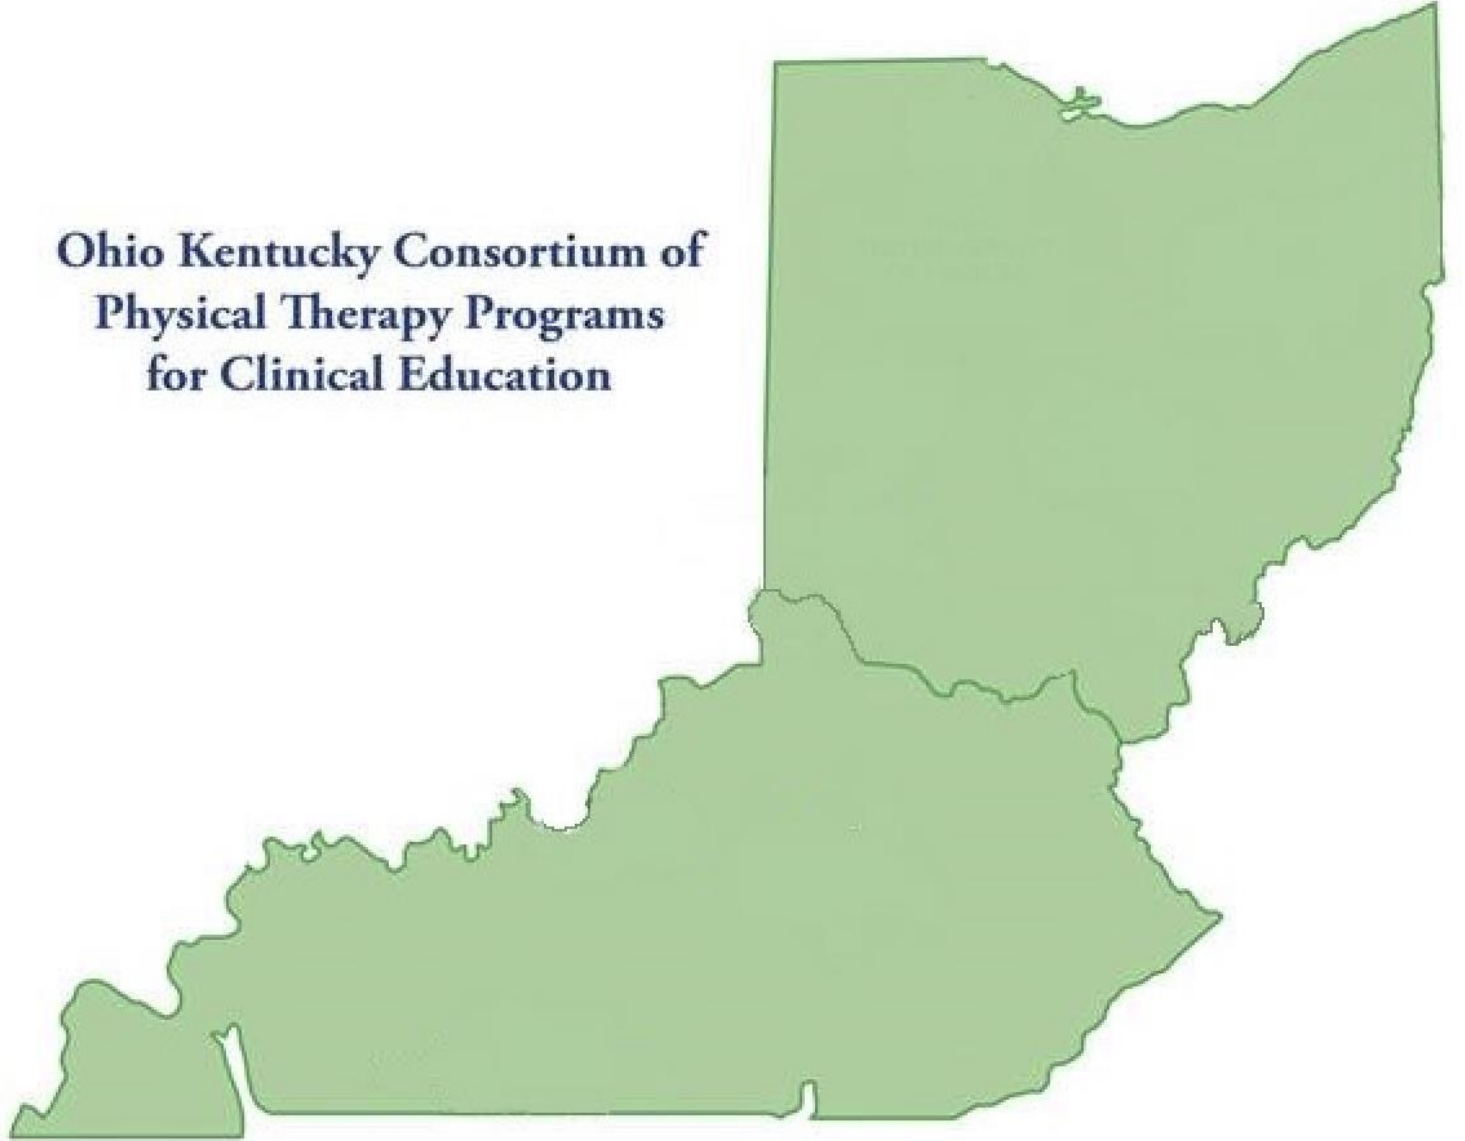 Ohio Kentucky Consortium of
Physical Therapy Programs
for Clinical Education